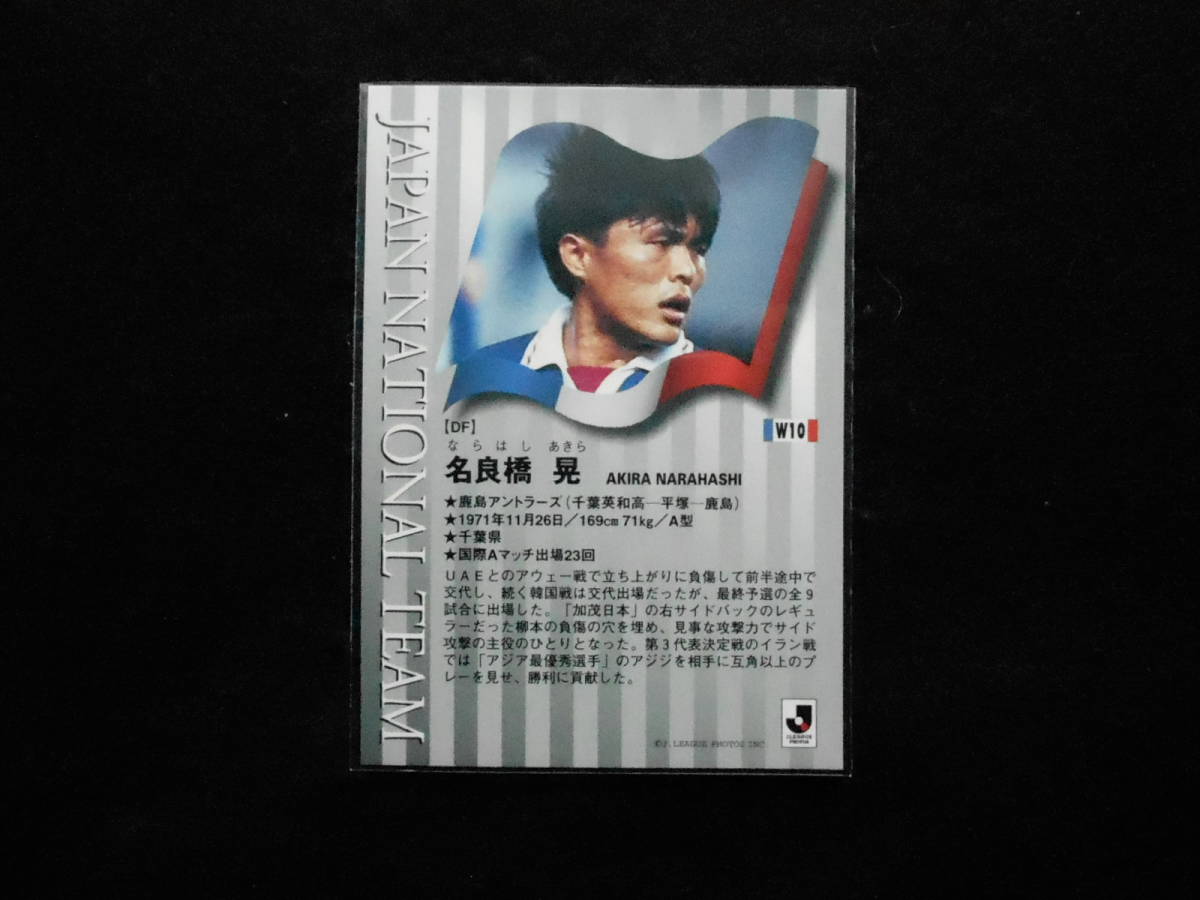 JAPAN NATIONAL TEAM
【DF】
W10
ならはし あきら
名良橋 晃 AKIRA NARAHASHI
★鹿島アントラーズ(千葉英和高─平塚─鹿島)
★1971年11月26日／169cm 71kg／A型
★千葉県
★国際Aマッチ出場23回
UAEとのアウェー戦で立ち上がりに負傷して前半途中で
交代し、続く韓国戦は交代出場だったが、最終予選の全9
試合に出場した。「加茂日本」の右サイドバックのレギュ
ラーだった柳本の負傷の穴を埋め、見事な攻撃力でサイド
攻撃の主役のひとりとなった。第3代表決定戦のイラン戦
では「アジア最優秀選手」のアジジを相手に互角以上のプ
レーを見せ、勝利に貢献した。
©J. LEAGUE PHOTOS INC.
J.LEAGUE
PHOTOS